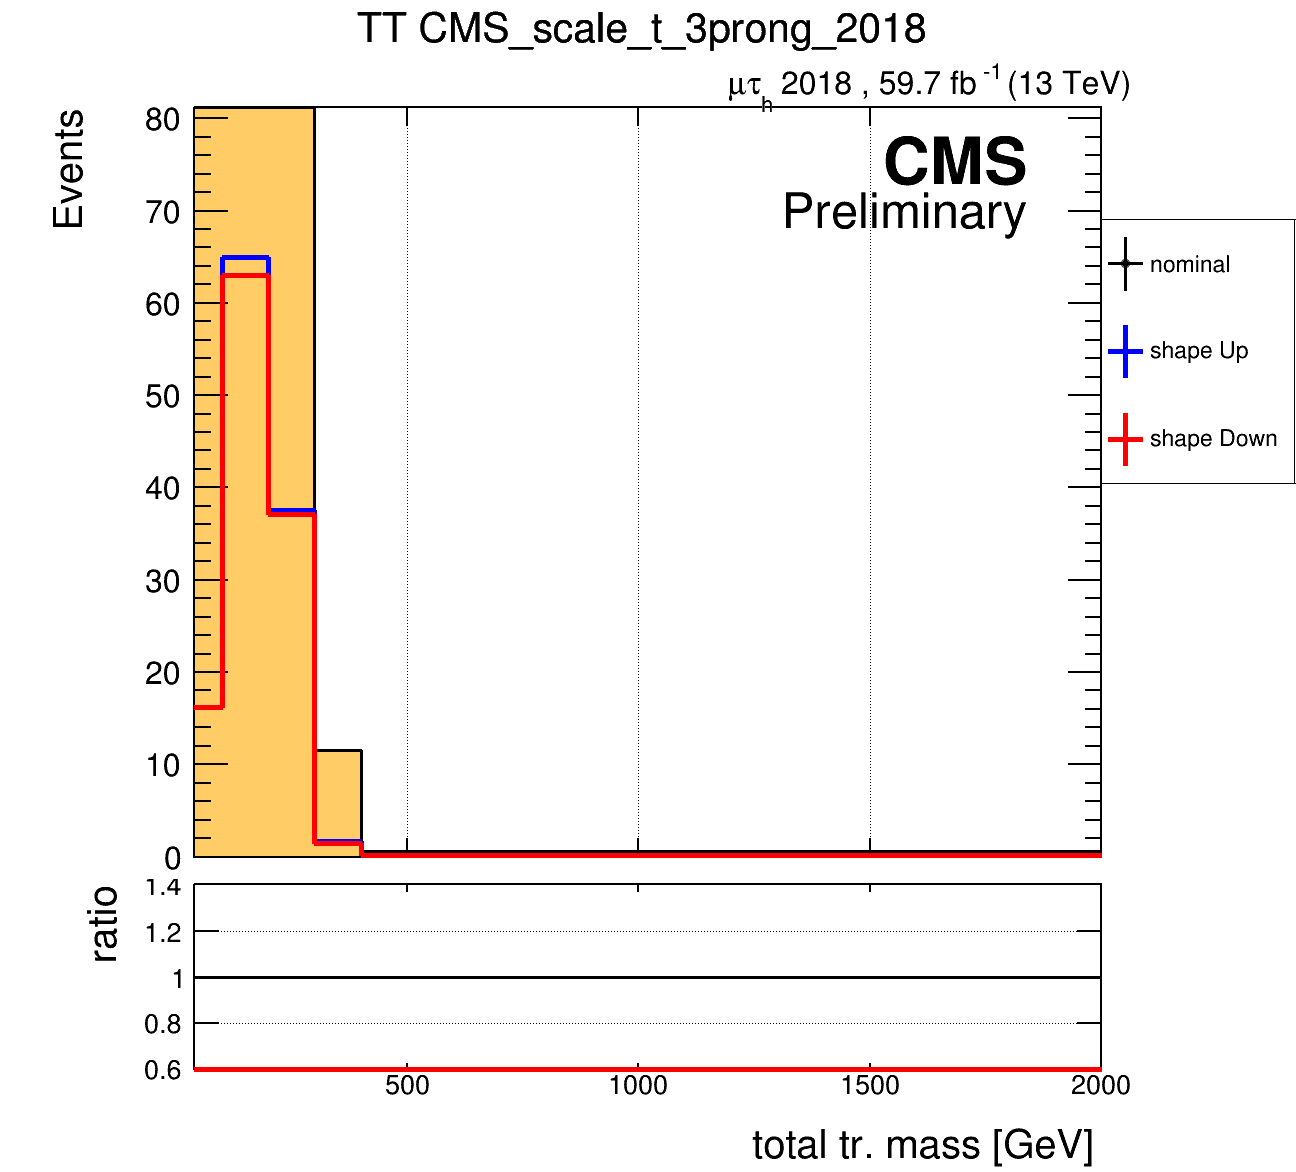 TT CMS_scale_t_3prong_2018
μτh 2018 , 59.7 fb-1 (13 TeV)
Events
80
70
60
50
40
30
20
10
0
CMS
Preliminary
nominal
shape Up
shape Down
ratio
1.4
1.2
1
0.8
0.6
500
1000
1500
2000
total tr. mass [GeV]